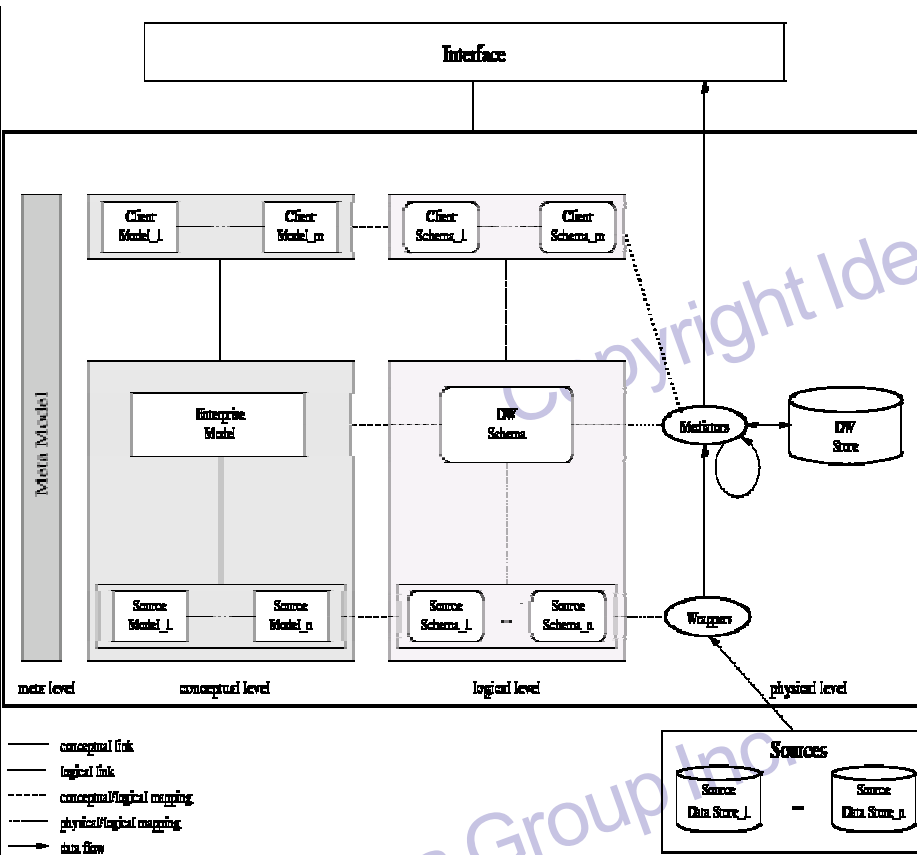 Interface
Client
Model_1
Client
Model_m
Client
Schema_1
Client
Schema_m
Meta Model
Enterprise
Model
DW
Schema
Mediators
DW
Store
Source
Model_1
Source
Model_n
Source
Schema_1
Source
Schema_n
Wrappers
meta level
conceptual level
logical level
physical level
conceptual link
logical link
conceptual/logical mapping
physical/logical mapping
data flow
Sources
Source
Data Store_1
Source
Data Store_n
Copyright Ide
Group Inc.